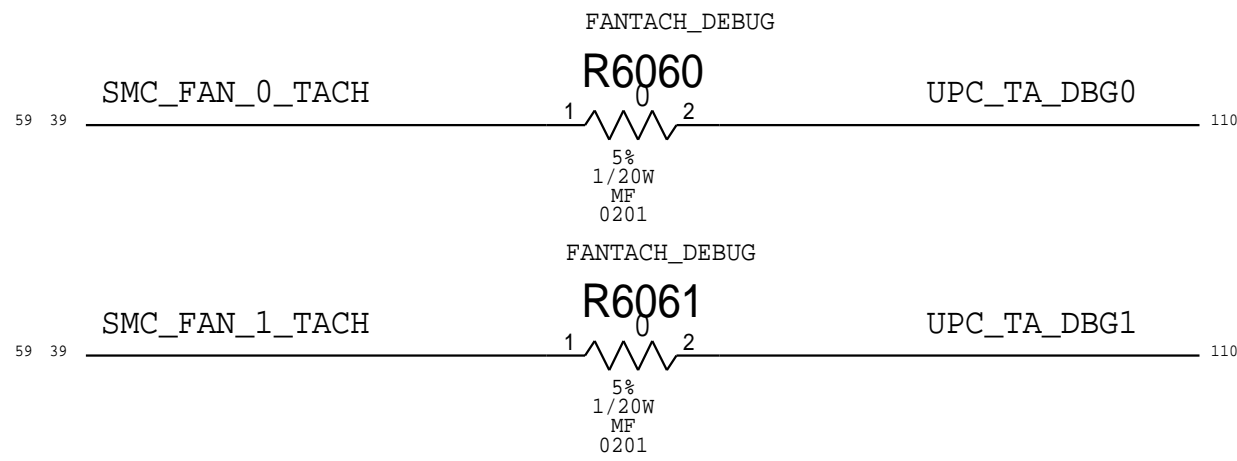 FANTACH_DEBUG
R6060
SMC_FAN_0_TACH
0
UPC_TA_DBG0
59 39
1
2
110
5%
1/20W
MF
0201
FANTACH_DEBUG
R6061
SMC_FAN_1_TACH
0
UPC_TA_DBG1
59 39
1
2
110
5%
1/20W
MF
0201